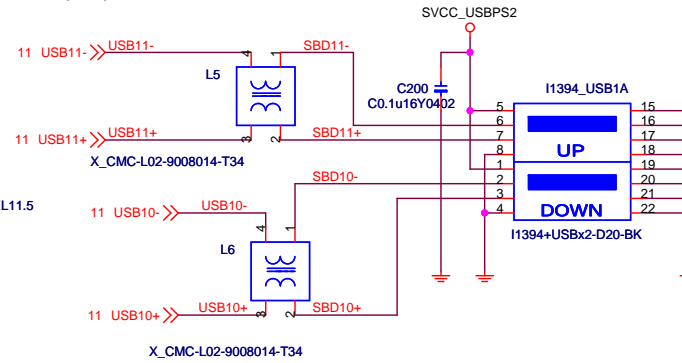 SVCC_USBPS2
11 USB11-
USB11-
4
1
SBD11-
L5
C200
C0.1u16Y0402
I1394_USB1A
5
6
7
8
1
2
3
4
UP
DOWN
15
16
17
18
19
20
21
22
11 USB11+
USB11+
3
2
SBD11+
X_CMC-L02-9008014-T34
SBD10-
L11.5
11 USB10-
USB10-
4
1
I1394+USBx2-D20-BK
L6
11 USB10+
USB10+
3
2
SBD10+
X_CMC-L02-9008014-T34